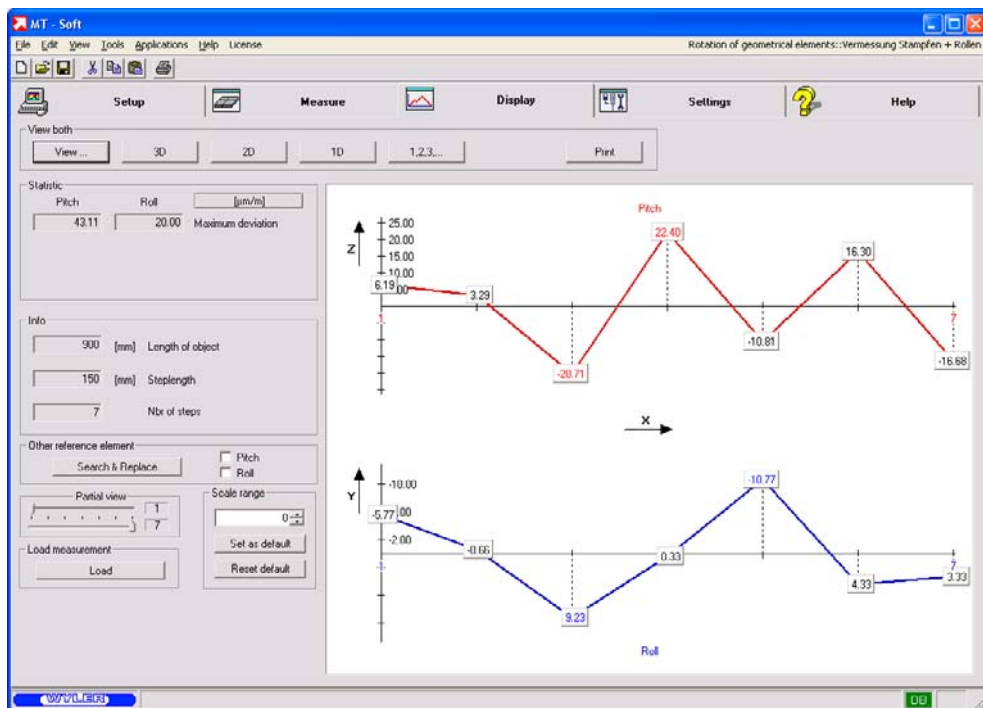 MT - Soft
File Edit View Tools Applications Help License
Rotation of geometrical elements::Vermessung Stampfen + Rollen
Setup
Measure
Display
Settings
Help
View both
View ...
3D
2D
1D
1,2,3,...
Print
Statistic
Pitch Roll [µm/m]
43.11 20.00 Maximum deviation
Info
900 [mm] Length of object
150 [mm] Steplength
7 Nbr of steps
Other reference element
Search & Replace
Pitch
Roll
Partial view
1
7
Scale range
0
Set as default
Reset default
Load measurement
Load
Pitch
Z
25.00
20.00
15.00
10.00
6.19
3.29
-20.71
22.40
-10.81
16.30
-16.68
7
X
Y
-10.00
-2.00
-5.77
-0.66
9.23
0.33
-10.77
4.33
3.33
7
Roll
WYLER
DB